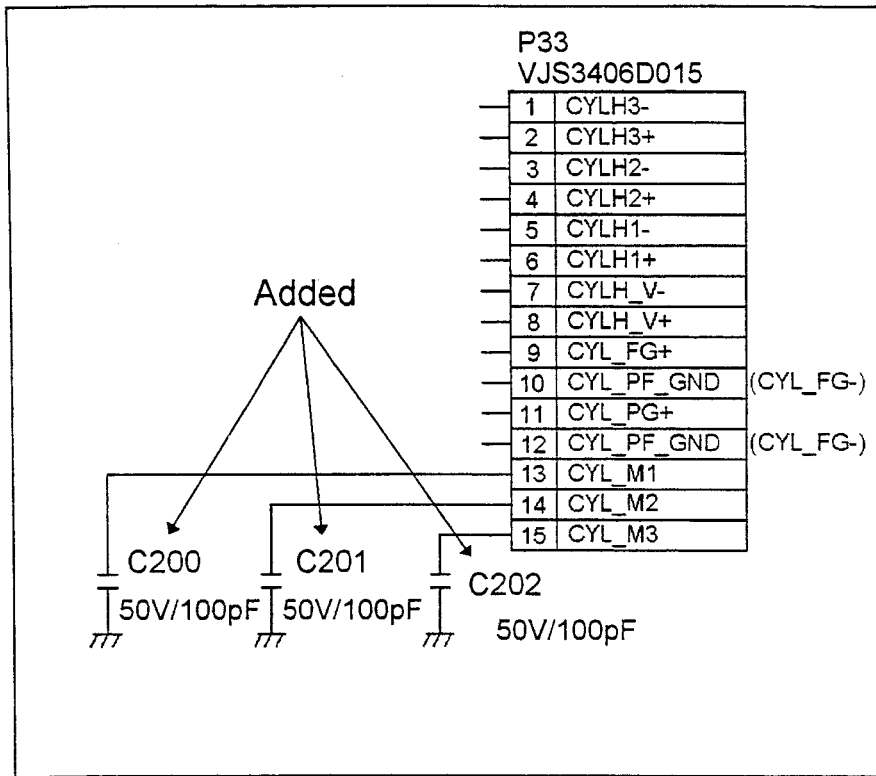 P33
VJS3406D015
1 CYLH3-
2 CYLH3+
3 CYLH2-
4 CYLH2+
5 CYLH1-
6 CYLH1+
7 CYLH_V-
8 CYLH_V+
9 CYL_FG+
10 CYL_PF_GND (CYL_FG-)
11 CYL_PG+
12 CYL_PF_GND (CYL_FG-)
13 CYL_M1
14 CYL_M2
15 CYL_M3
Added
C200
50V/100pF
C201
50V/100pF
C202
50V/100pF